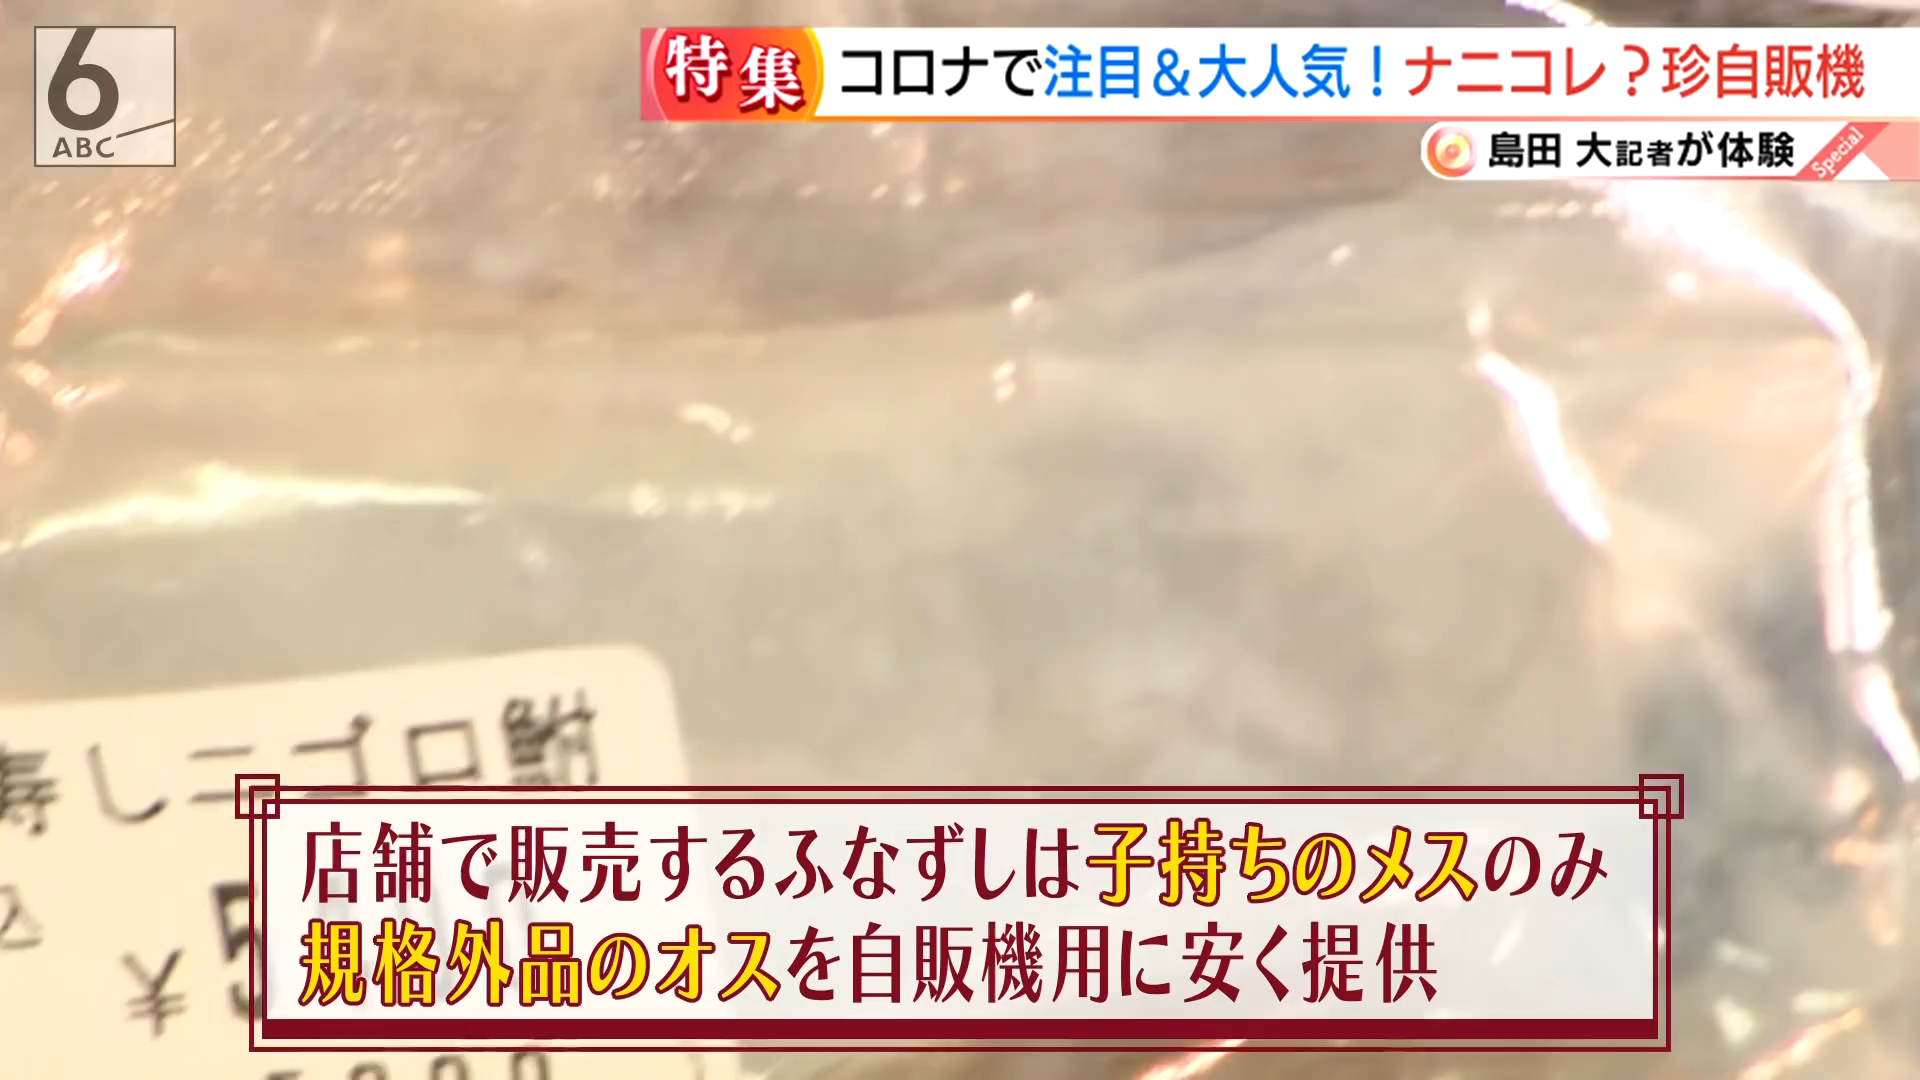 6
ABC
特集 コロナで注目＆大人気！ナニコレ？珍自販機
島田 大記者が体験
Special
寿しニゴロ鮒
店舗で販売するふなずしは子持ちのメスのみ
規格外品のオスを自販機用に安く提供